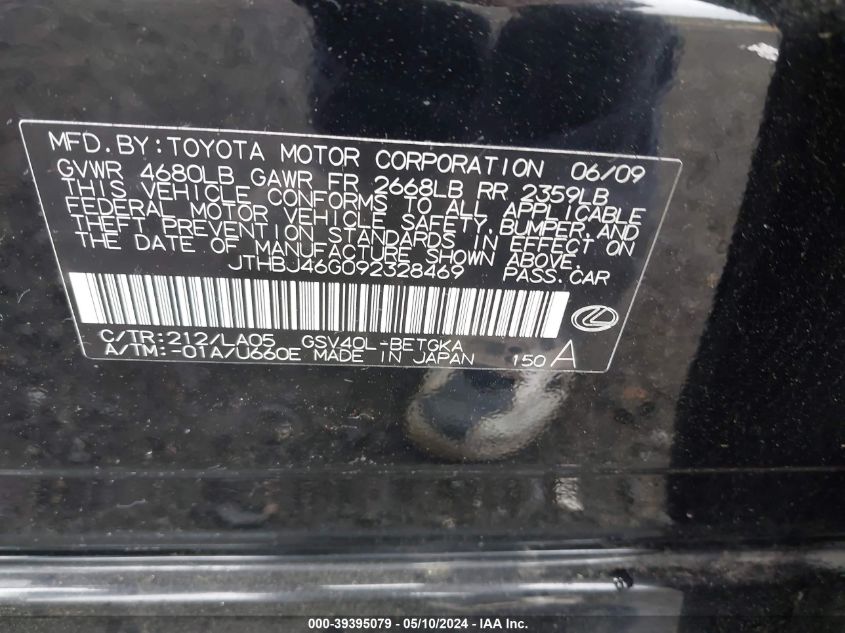 MFD.BY:TOYOTA MOTOR CORPORATION 06/09
GVWR 4680LB GAWR FR 2668LB RR 2359LB
THIS VEHICLE CONFORMS TO ALL APPLICABLE
FEDERAL MOTOR VEHICLE SAFETY,BUMPER,AND
THEFT PREVENTION STANDARDS IN EFFECT ON
THE DATE OF MANUFACTURE SHOWN ABOVE.
JTHBJ46G092328469 PASS.CAR
C/TR:212/LA05 GSV40L-BETGKA
A/TM:-01A/U660E MADE IN JAPAN 150 A
000-39395079 - 05/10/2024 - IAA Inc.